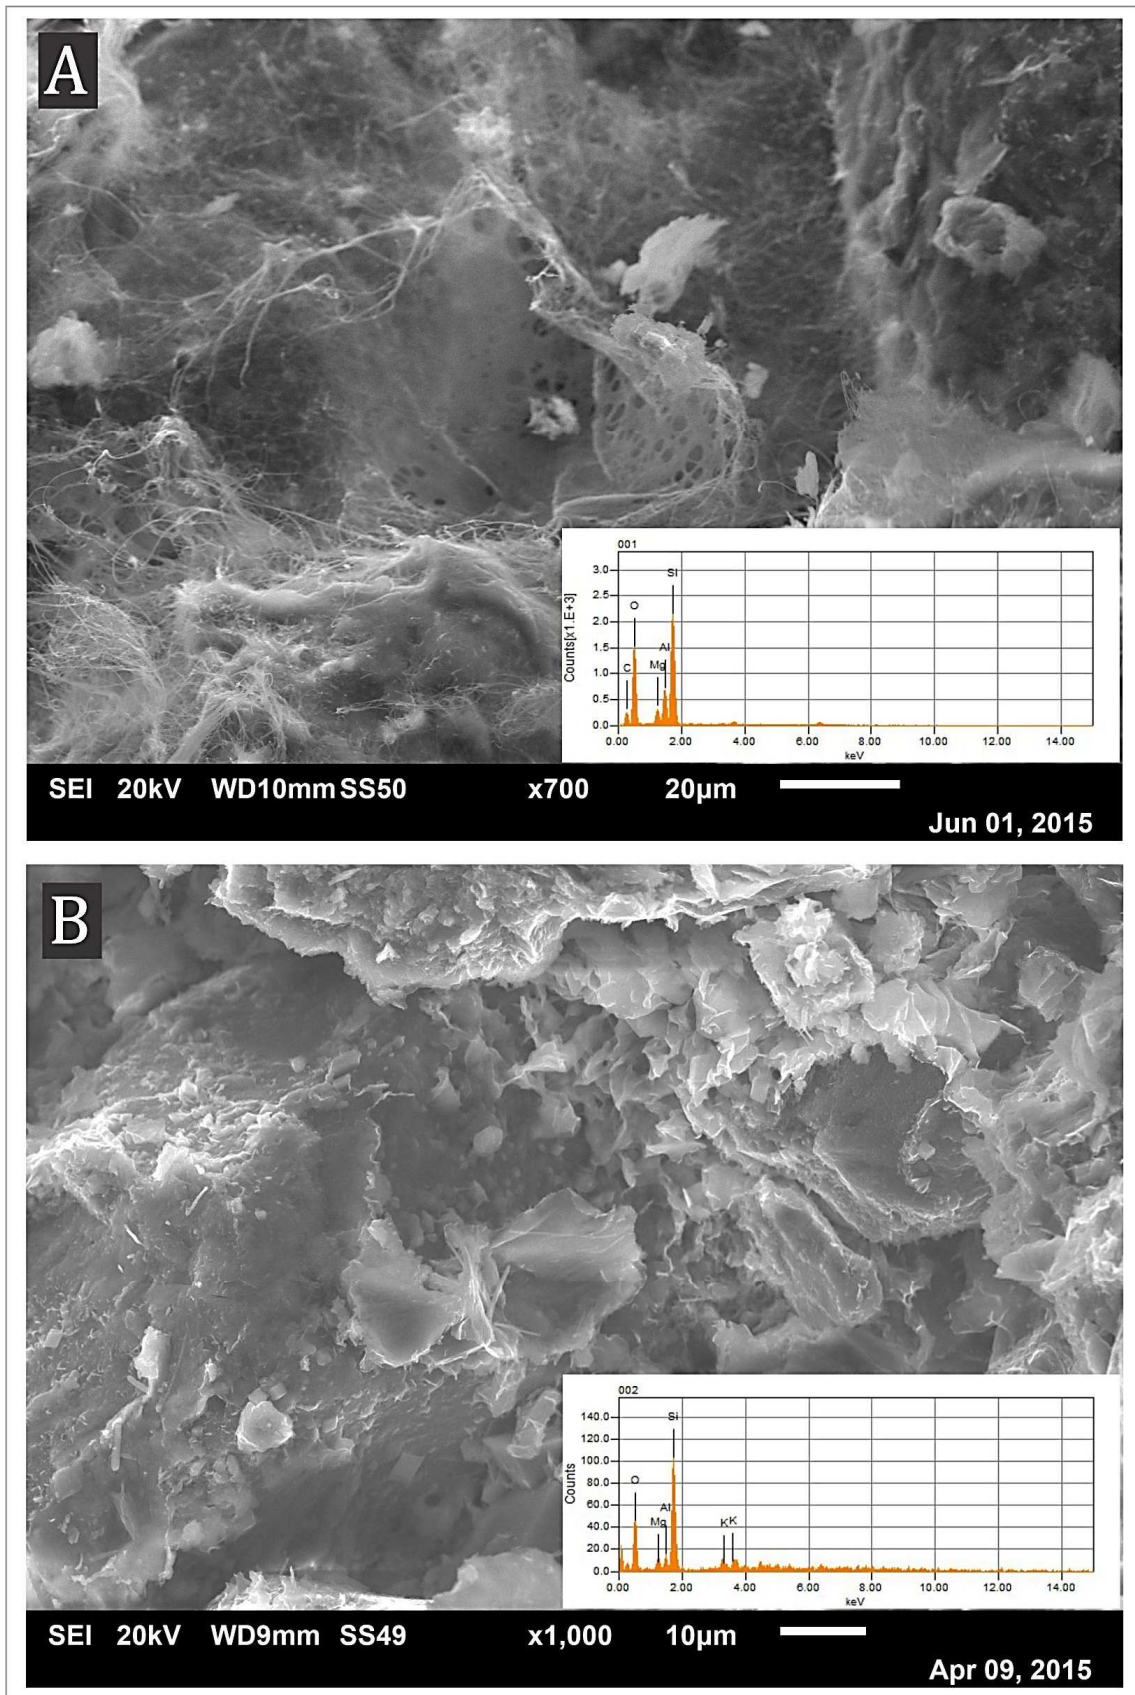 A
001
Counts[x1.E+3]
3.0
2.5
2.0
1.5
1.0
0.5
0.0
C
O
Mg
Al
Si
0.00 2.00 4.00 6.00 8.00 10.00 12.00 14.00
keV
SEI 20kV WD10mm SS50 x700 20µm
Jun 01, 2015
B
002
Counts
140.0
120.0
100.0
80.0
60.0
40.0
20.0
0.0
O
Mg
Al
Si
K K
0.00 2.00 4.00 6.00 8.00 10.00 12.00 14.00
keV
SEI 20kV WD9mm SS49 x1,000 10µm
Apr 09, 2015